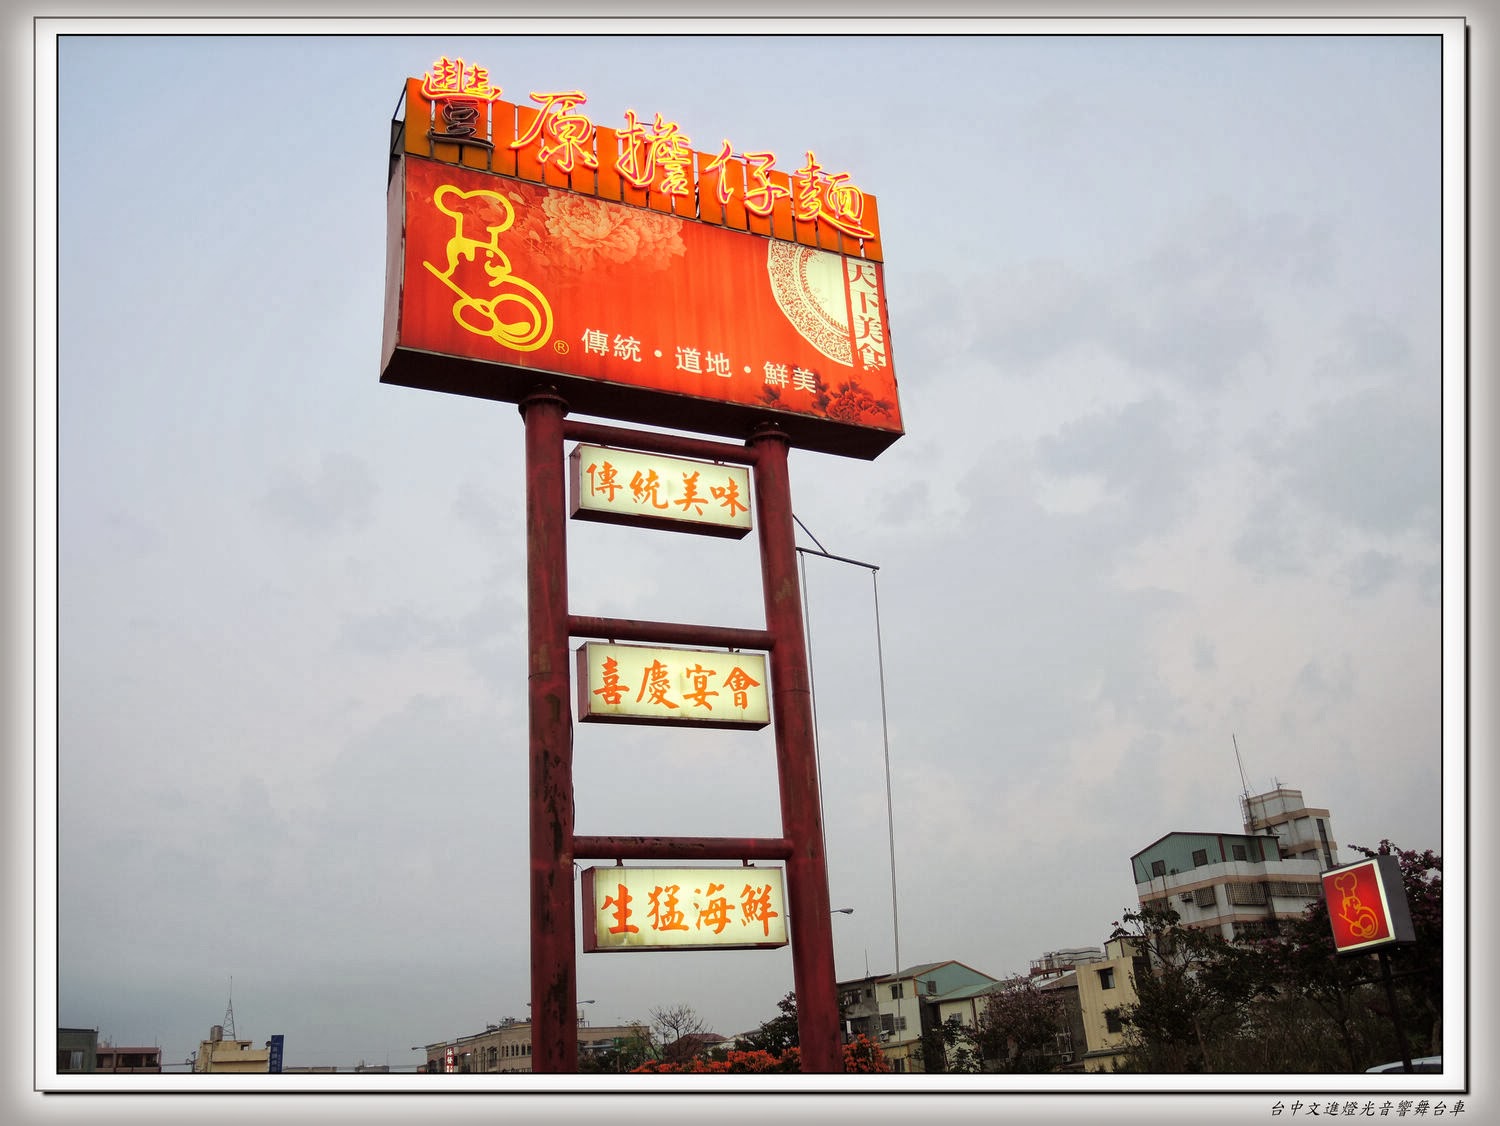 豐原擔仔麵
天下美食
®
傳統・道地・鮮美
傳統美味
喜慶宴會
生猛海鮮
台中文進燈光音響舞台車